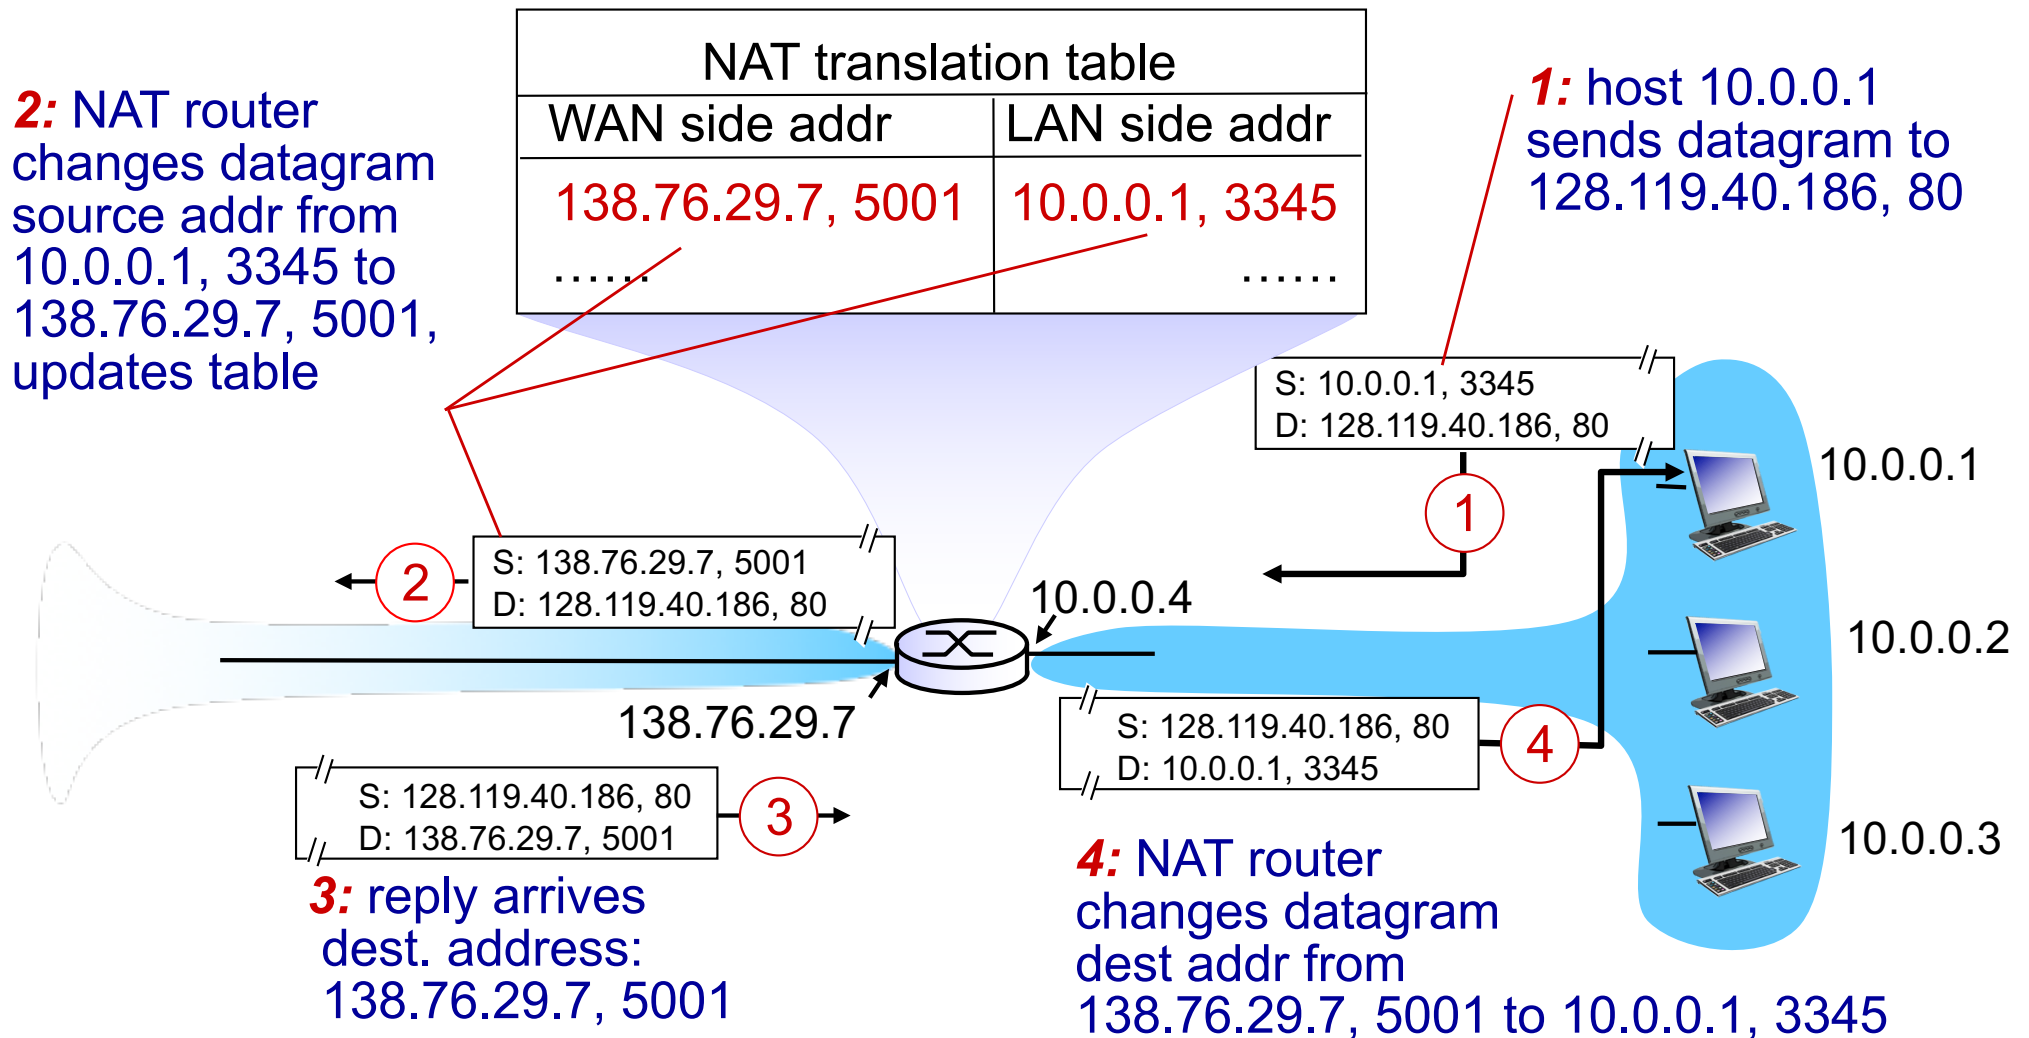 NAT translation table
WAN side addr LAN side addr
138.76.29.7, 5001 10.0.0.1, 3345
...... ......
2: NAT router
changes datagram
source addr from
10.0.0.1, 3345 to
138.76.29.7, 5001,
updates table
1: host 10.0.0.1
sends datagram to
128.119.40.186, 80
S: 10.0.0.1, 3345
D: 128.119.40.186, 80
1
10.0.0.1
S: 138.76.29.7, 5001
D: 128.119.40.186, 80
2
10.0.0.4
10.0.0.2
138.76.29.7
S: 128.119.40.186, 80
D: 10.0.0.1, 3345
4
S: 128.119.40.186, 80
D: 138.76.29.7, 5001
3
10.0.0.3
3: reply arrives
dest. address:
138.76.29.7, 5001
4: NAT router
changes datagram
dest addr from
138.76.29.7, 5001 to 10.0.0.1, 3345